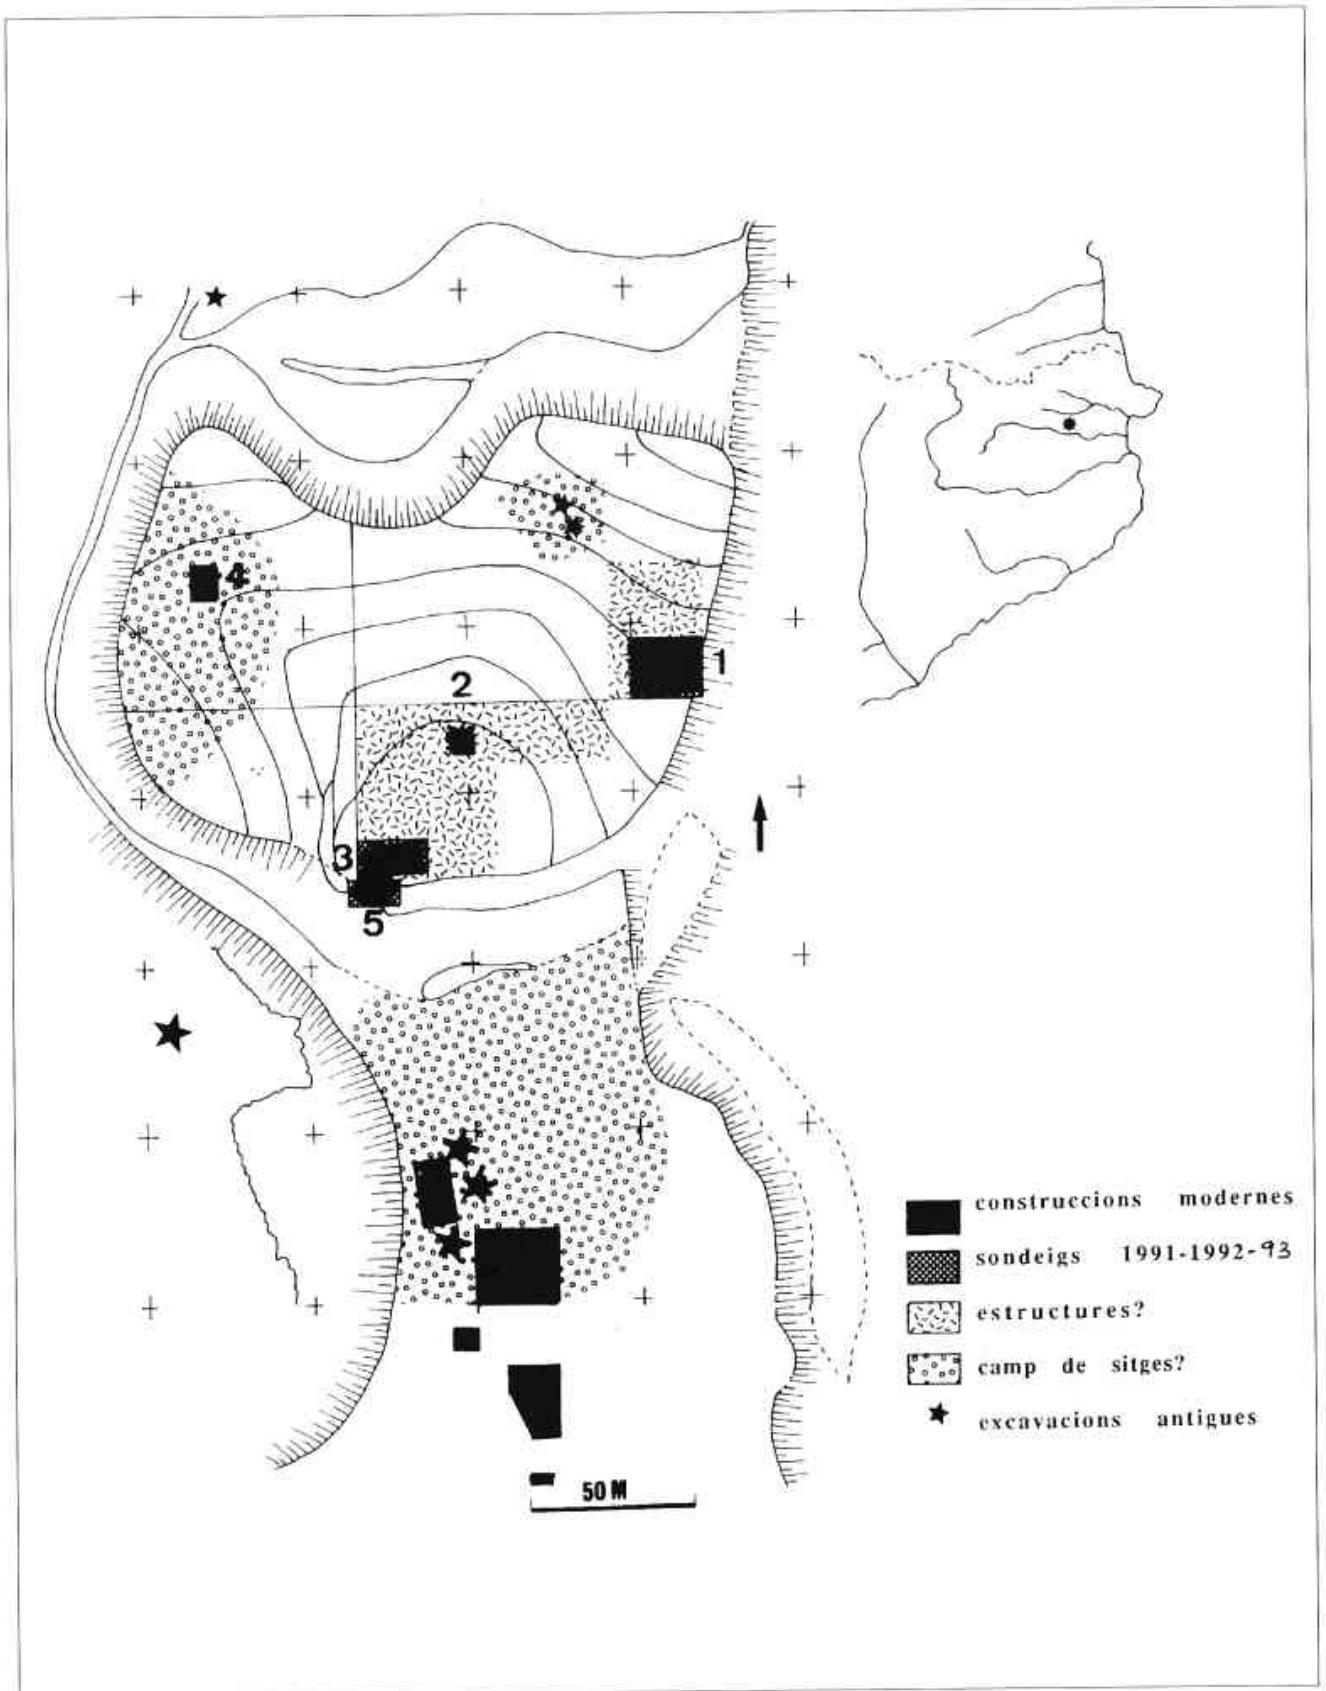 4
1
2
3
5
construccions modernes
sondeigs 1991-1992-93
estructures?
camp de sitges?
excavacions antigues
50 M